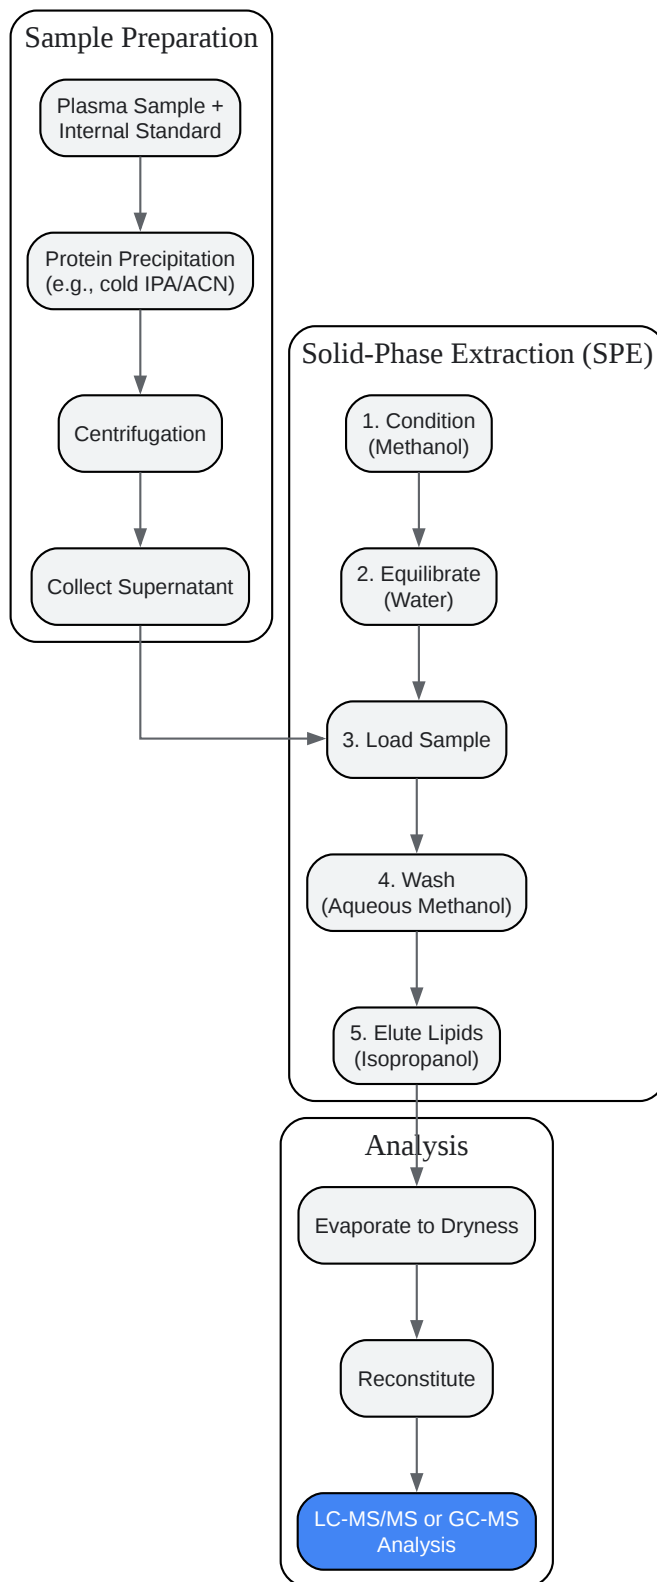 Sample Preparation
Plasma Sample +
Internal Standard
Protein Precipitation
(e.g., cold IPA/ACN)
Centrifugation
Collect Supernatant
Solid-Phase Extraction (SPE)
1. Condition
(Methanol)
2. Equilibrate
(Water)
3. Load Sample
4. Wash
(Aqueous Methanol)
5. Elute Lipids
(Isopropanol)
Analysis
Evaporate to Dryness
Reconstitute
LC-MS/MS or GC-MS
Analysis